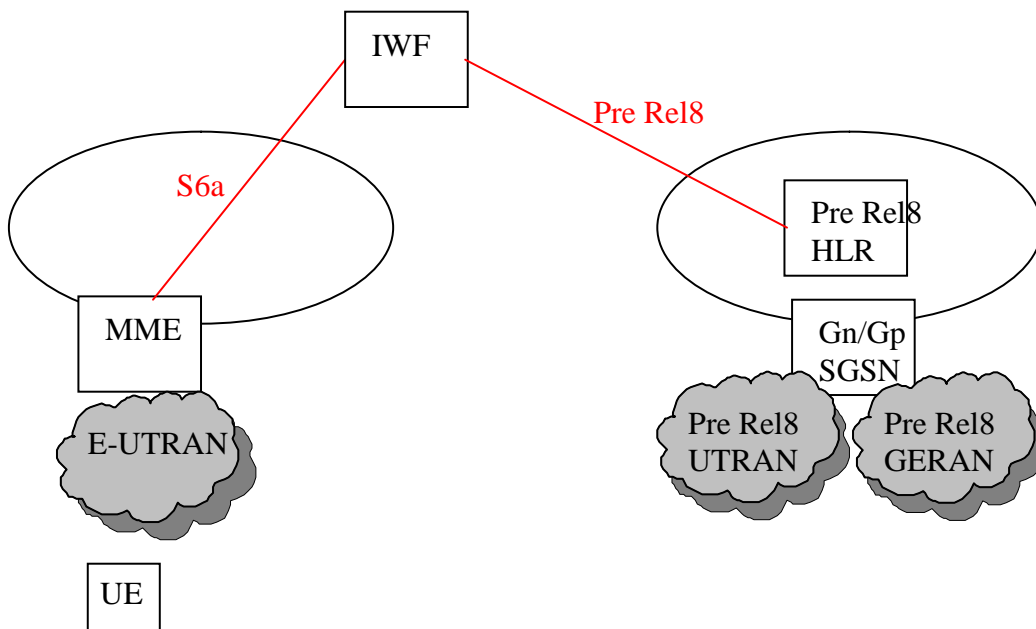 IWF
Pre Rel8
S6a
Pre Rel8
HLR
MME
Gn/Gp
SGSN
E-UTRAN
Pre Rel8
UTRAN
Pre Rel8
GERAN
UE